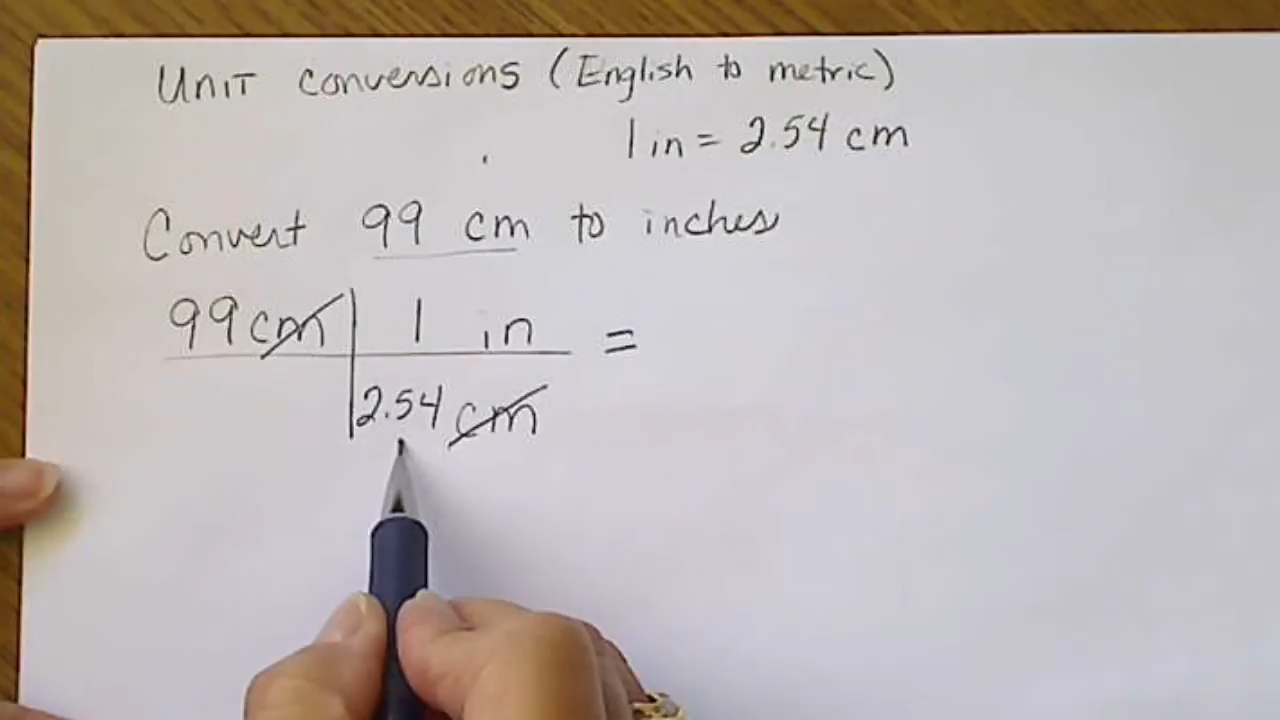 Unit conversions (English to metric)
1 in = 2.54 cm
Convert 99 cm to inches
99 cm | 1 in =
2.54 cm